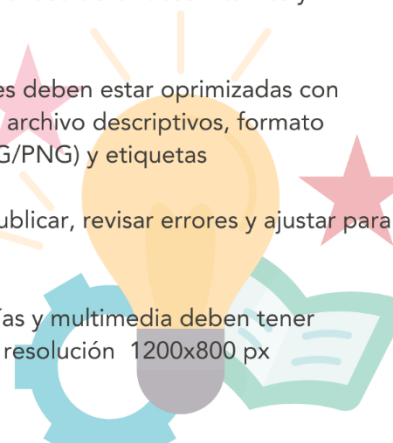 es deben estar oprimizadas con
archivo descriptivos, formato
G/PNG) y etiquetas
ublicar, revisar errores y ajustar para
ías y multimedia deben tener
resolución 1200x800 px